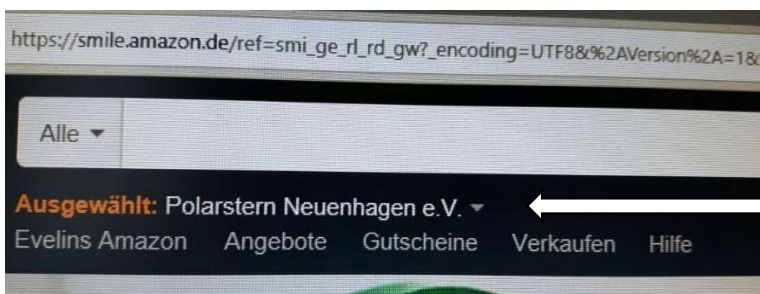 https://smile.amazon.de/ref=smi_ge_rl_rd_gw?_encoding=UTF8&%2AVersion%2A=1&
Alle
Ausgewählt: Polarstern Neuenhagen e.V.
Evelins Amazon Angebote Gutscheine Verkaufen Hilfe